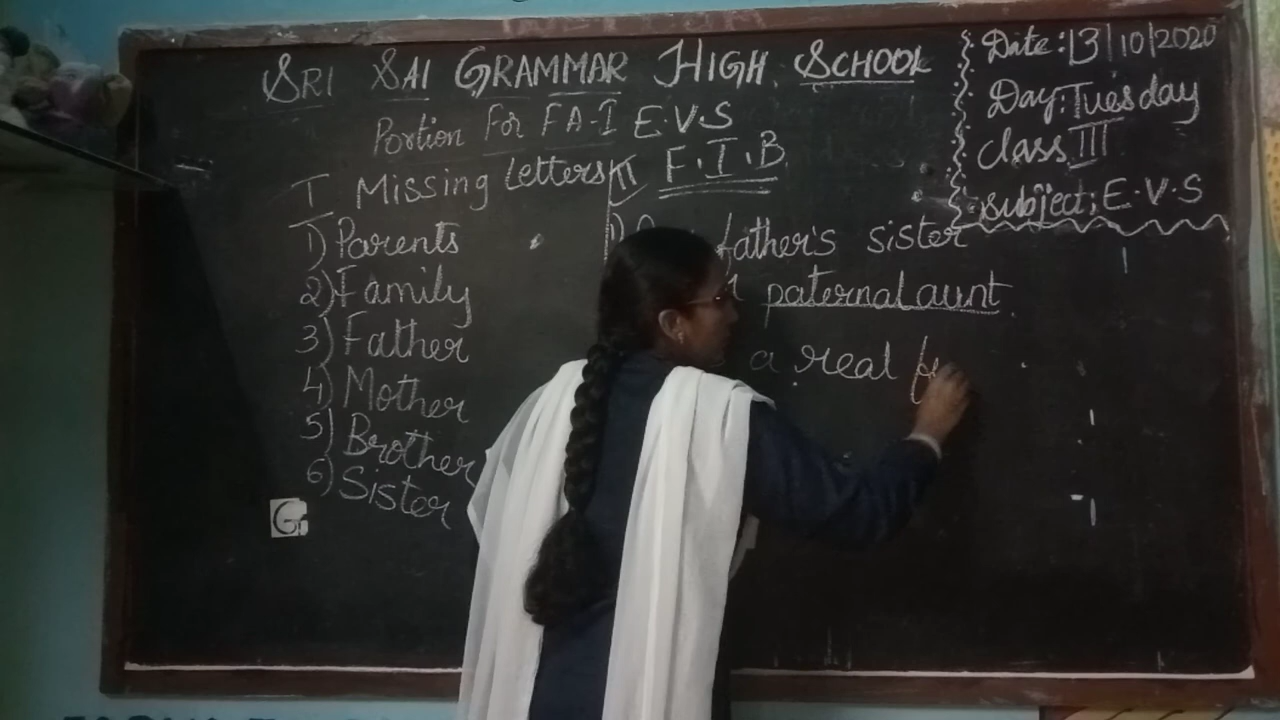 SRI SAI GRAMMAR HIGH SCHOOL
Portion For FA-I E.V.S
Date: 13/10/2020
Day: Tuesday
Class III
Subject: E.V.S
I Missing letters
1) Parents
2) Family
3) Father
4) Mother
5) Brother
6) Sister
G
II F.I.B
1) father's sister
paternal aunt.
a real